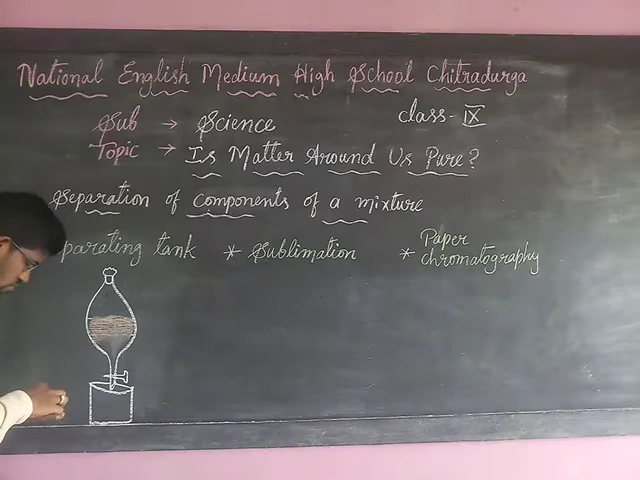 National English Medium High School Chitradurga
class - IX
Sub → Science
Topic → Is Matter Around Us Pure?
Separation of components of a mixture
parating tank * Sublimation * Paper chromatography